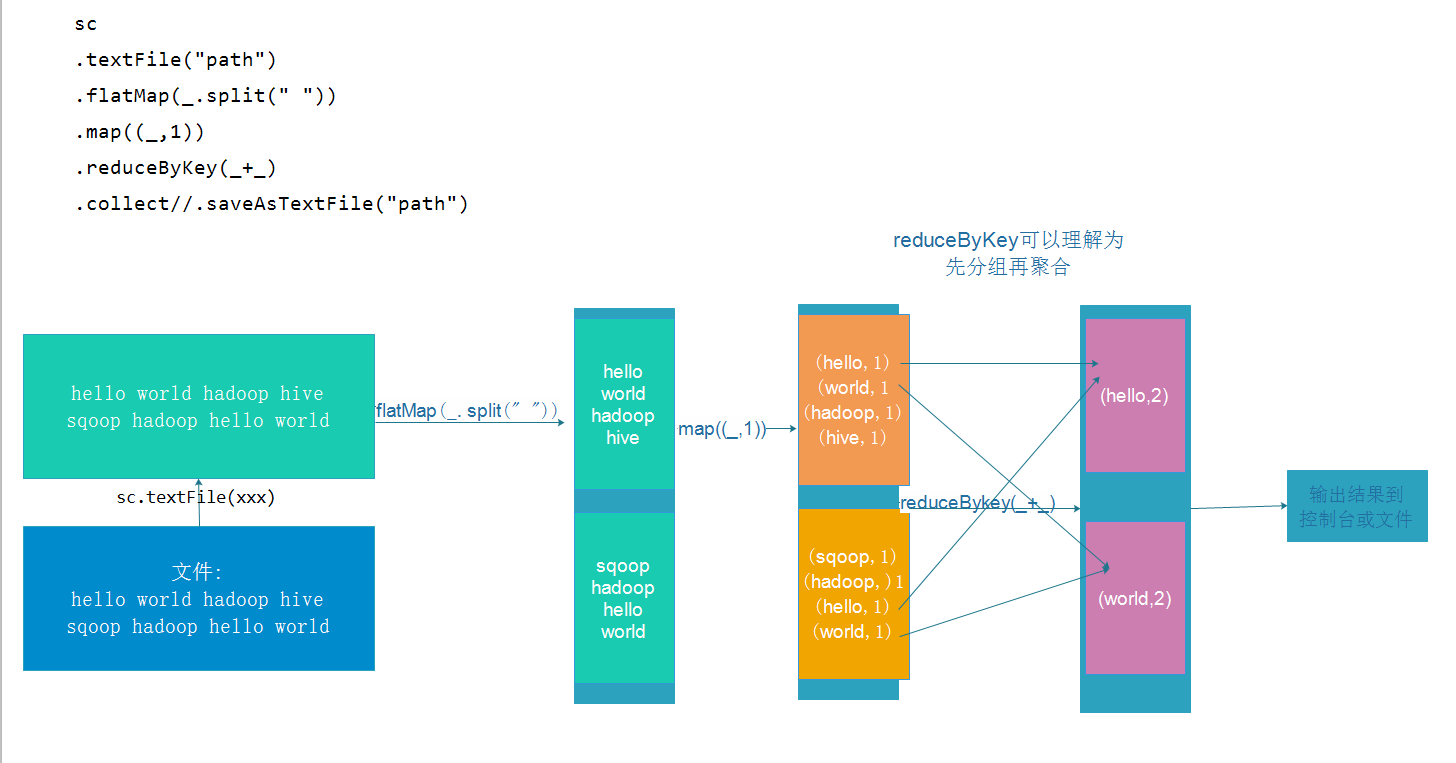 sc
.textFile("path")
.flatMap(_.split(" "))
.map((_,1))
.reduceByKey(_+_)
.collect//.saveAsTextFile("path")
reduceByKey可以理解为
先分组再聚合
hello world hadoop hive
sqoop hadoop hello world
sc.textFile(xxx)
文件:
hello world hadoop hive
sqoop hadoop hello world
flatMap(_.split(" "))
hello
world
hadoop
hive
sqoop
hadoop
hello
world
map((_,1))
(hello,1)
(world,1
(hadoop,1)
(hive,1)
(sqoop,1)
(hadoop,)1
(hello,1)
(world,1)
reduceBykey(_+_)
(hello,2)
(world,2)
输出结果到
控制台或文件